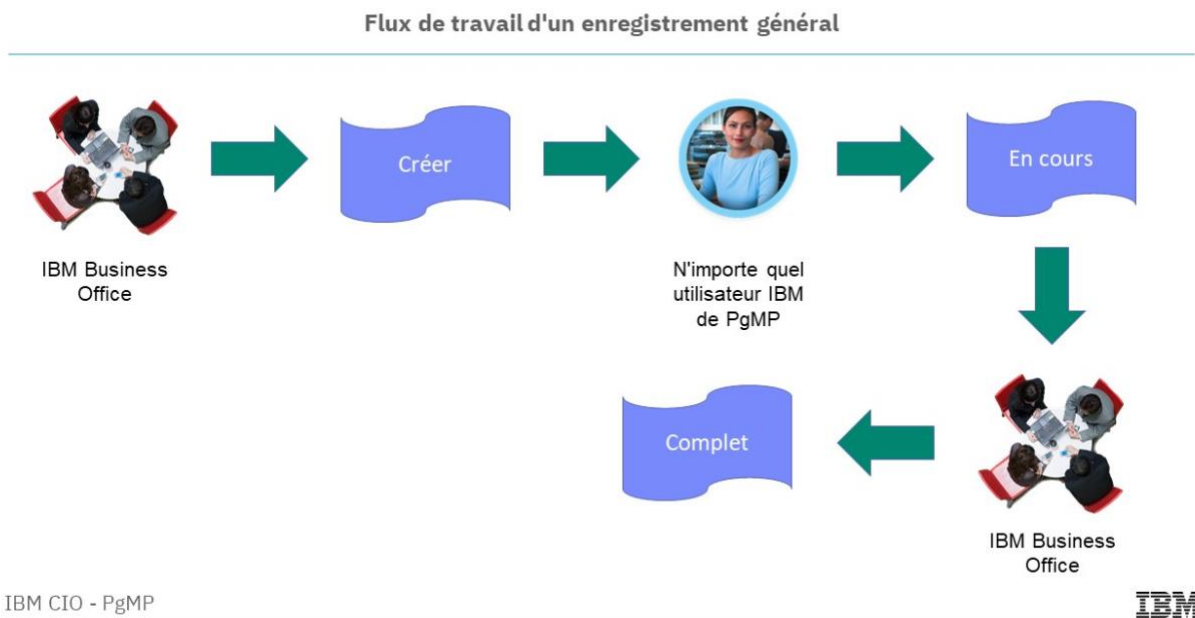 Flux de travail d'un enregistrement général
Créer
En cours
IBM Business
Office
N'importe quel
utilisateur IBM
de PgMP
Complet
IBM Business
Office
IBM CIO - PgMP
IBM